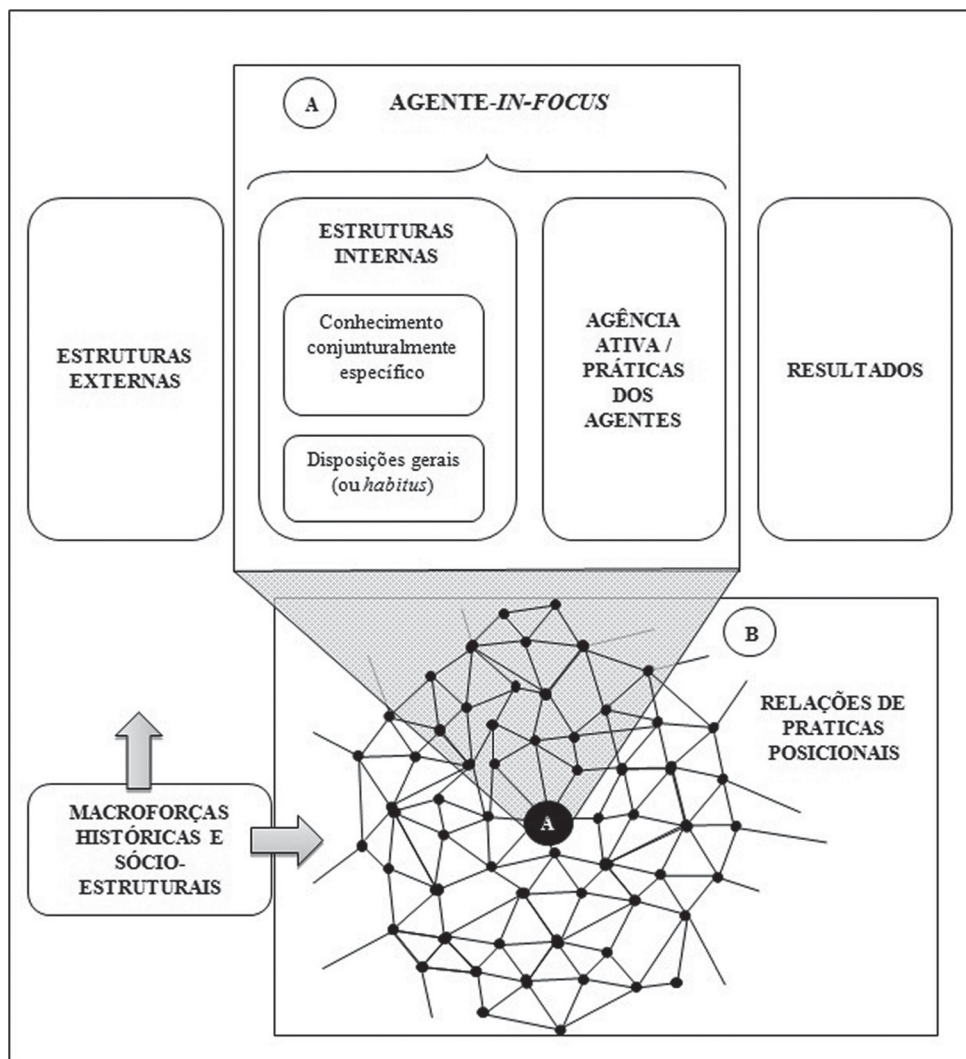 A
AGENTE-IN-FOCUS
ESTRUTURAS
EXTERNAS
ESTRUTURAS
INTERNAS
Conhecimento
conjunturalmente
específico
Disposições gerais
(ou habitus)
AGÊNCIA
ATIVA /
PRÁTICAS
DOS
AGENTES
RESULTADOS
B
RELAÇÕES DE
PRATICAS
POSICIONAIS
MACROFORÇAS
HISTÓRICAS E
SÓCIO-
ESTRUTURAIS
A